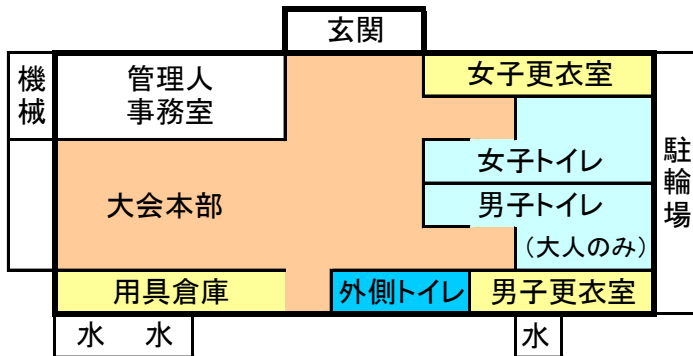 玄関
機械
管理人
事務室
女子更衣室
女子トイレ
駐輪場
大会本部
男子トイレ
(大人のみ)
用具倉庫
外側トイレ
男子更衣室
水 水
水